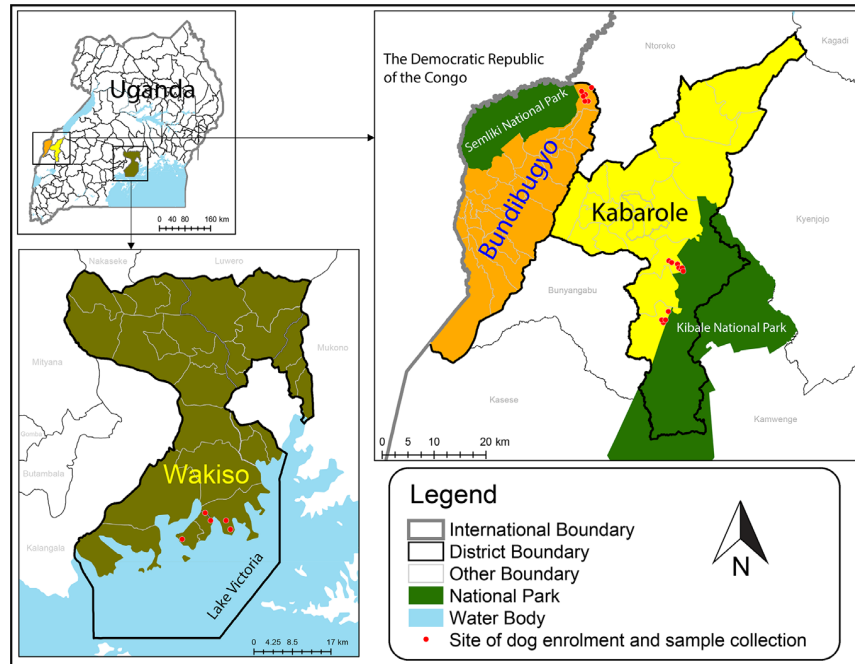 Uganda
0 40 80 160 km
The Democratic Republic
of the Congo
Ntoroko
Kagadi
Semliki National Park
Bundibugyo
Kabarole
Kyenjojo
Bunyangabu
Kibale National Park
Kasese
Kamwenge
0 5 10 20 km
Nakaseke
Luwero
Mityana
Mukono
Butambala
Wakiso
Kalangala
Lake Victoria
0 4.25 8.5 17 km
Legend
International Boundary
District Boundary
Other Boundary
National Park
Water Body
Site of dog enrolment and sample collection
N